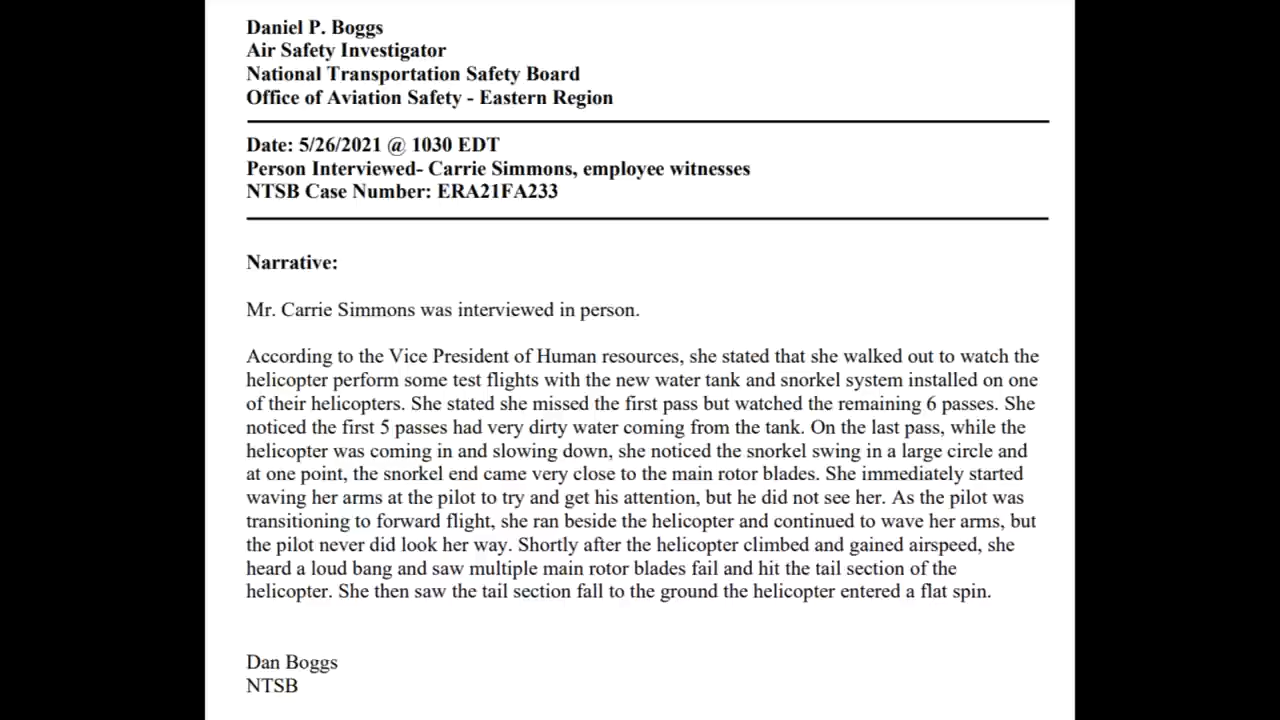 Daniel P. Boggs
Air Safety Investigator
National Transportation Safety Board
Office of Aviation Safety - Eastern Region
Date: 5/26/2021 @ 1030 EDT
Person Interviewed- Carrie Simmons, employee witnesses
NTSB Case Number: ERA21FA233
Narrative:
Mr. Carrie Simmons was interviewed in person.
According to the Vice President of Human resources, she stated that she walked out to watch the
helicopter perform some test flights with the new water tank and snorkel system installed on one
of their helicopters. She stated she missed the first pass but watched the remaining 6 passes. She
noticed the first 5 passes had very dirty water coming from the tank. On the last pass, while the
helicopter was coming in and slowing down, she noticed the snorkel swing in a large circle and
at one point, the snorkel end came very close to the main rotor blades. She immediately started
waving her arms at the pilot to try and get his attention, but he did not see her. As the pilot was
transitioning to forward flight, she ran beside the helicopter and continued to wave her arms, but
the pilot never did look her way. Shortly after the helicopter climbed and gained airspeed, she
heard a loud bang and saw multiple main rotor blades fail and hit the tail section of the
helicopter. She then saw the tail section fall to the ground the helicopter entered a flat spin.
Dan Boggs
NTSB